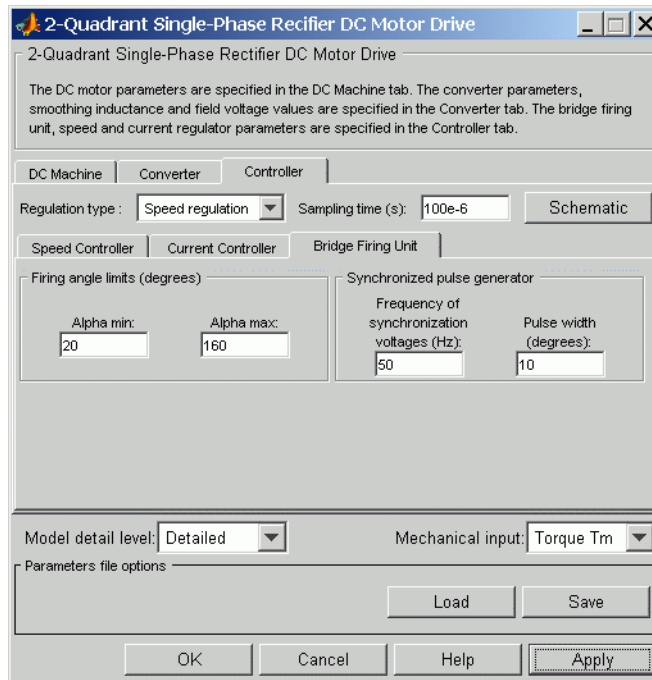 2-Quadrant Single-Phase Recifier DC Motor Drive
2-Quadrant Single-Phase Rectifier DC Motor Drive
The DC motor parameters are specified in the DC Machine tab. The converter parameters,
smoothing inductance and field voltage values are specified in the Converter tab. The bridge firing
unit, speed and current regulator parameters are specified in the Controller tab.
DC Machine Converter Controller
Regulation type : Speed regulation Sampling time (s): 100e-6 Schematic
Speed Controller Current Controller Bridge Firing Unit
Firing angle limits (degrees)
Alpha min: Alpha max:
20 160
Synchronized pulse generator
Frequency of
synchronization
voltages (Hz):
50
Pulse width
(degrees):
10
Model detail level: Detailed Mechanical input: Torque Tm
Parameters file options
Load Save
OK Cancel Help Apply